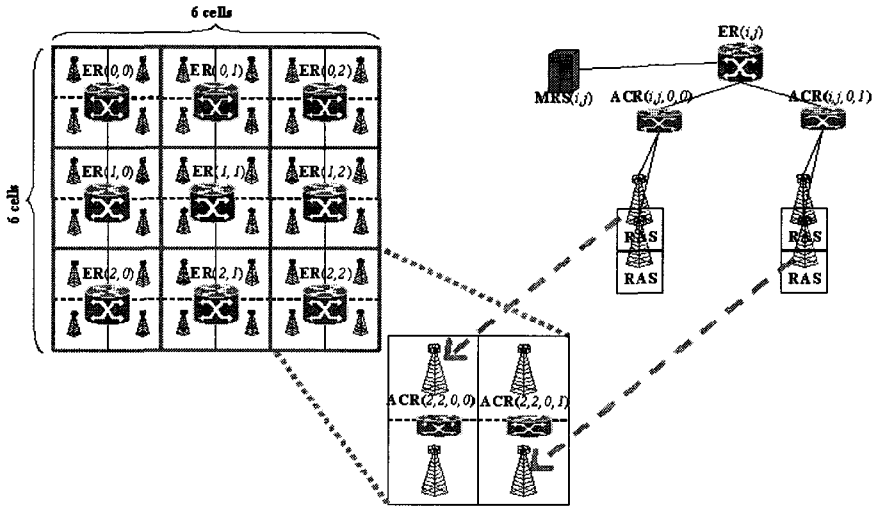 6 cells
6 cells
ER(0,0)
ER(0,1)
ER(0,2)
ER(1,0)
ER(1,1)
ER(1,2)
ER(2,0)
ER(2,1)
ER(2,2)
ER(i,j)
MRS(i,j)
ACR(i,j,0,0)
ACR(i,j,0,1)
RAS
RAS
RAS
RAS
ACR(2,2,0,0)
ACR(2,2,0,1)